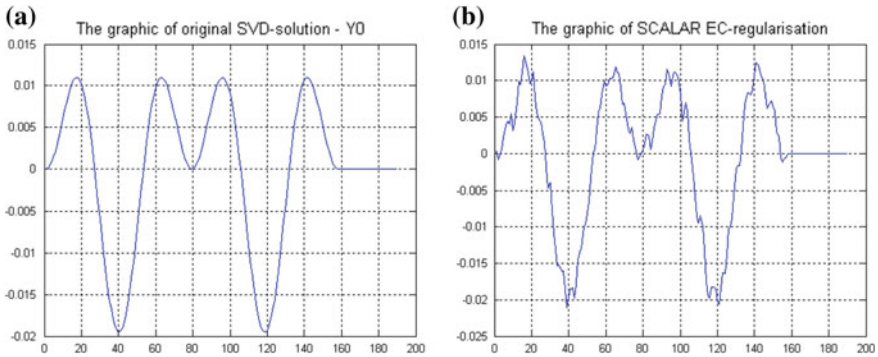 (a)
The graphic of original SVD-solution - Y0
0.015
0.01
0.005
0
-0.005
-0.01
-0.015
-0.02
0 20 40 60 80 100 120 140 160 180 200
(b)
The graphic of SCALAR EC-regularisation
0.015
0.01
0.005
0
-0.005
-0.01
-0.015
-0.02
-0.025
0 20 40 60 80 100 120 140 160 180 200